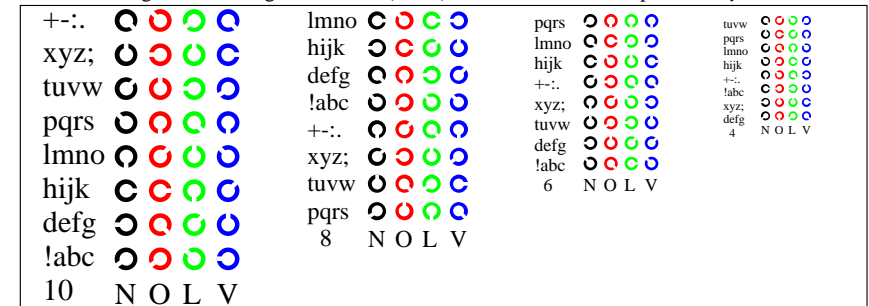 +-:.
xyz;
tuvw
pqrs
lmno
hijk
defg
!abc
10 N O L V
lmno
hijk
defg
!abc
+-:.
xyz;
tuvw
pqrs
8 N O L V
pqrs
lmno
hijk
+-:.
xyz;
tuvw
defg
!abc
6 N O L V
tuvw
pqrs
lmno
hijk
+-:.
!abc
xyz;
defg
4 N O L V